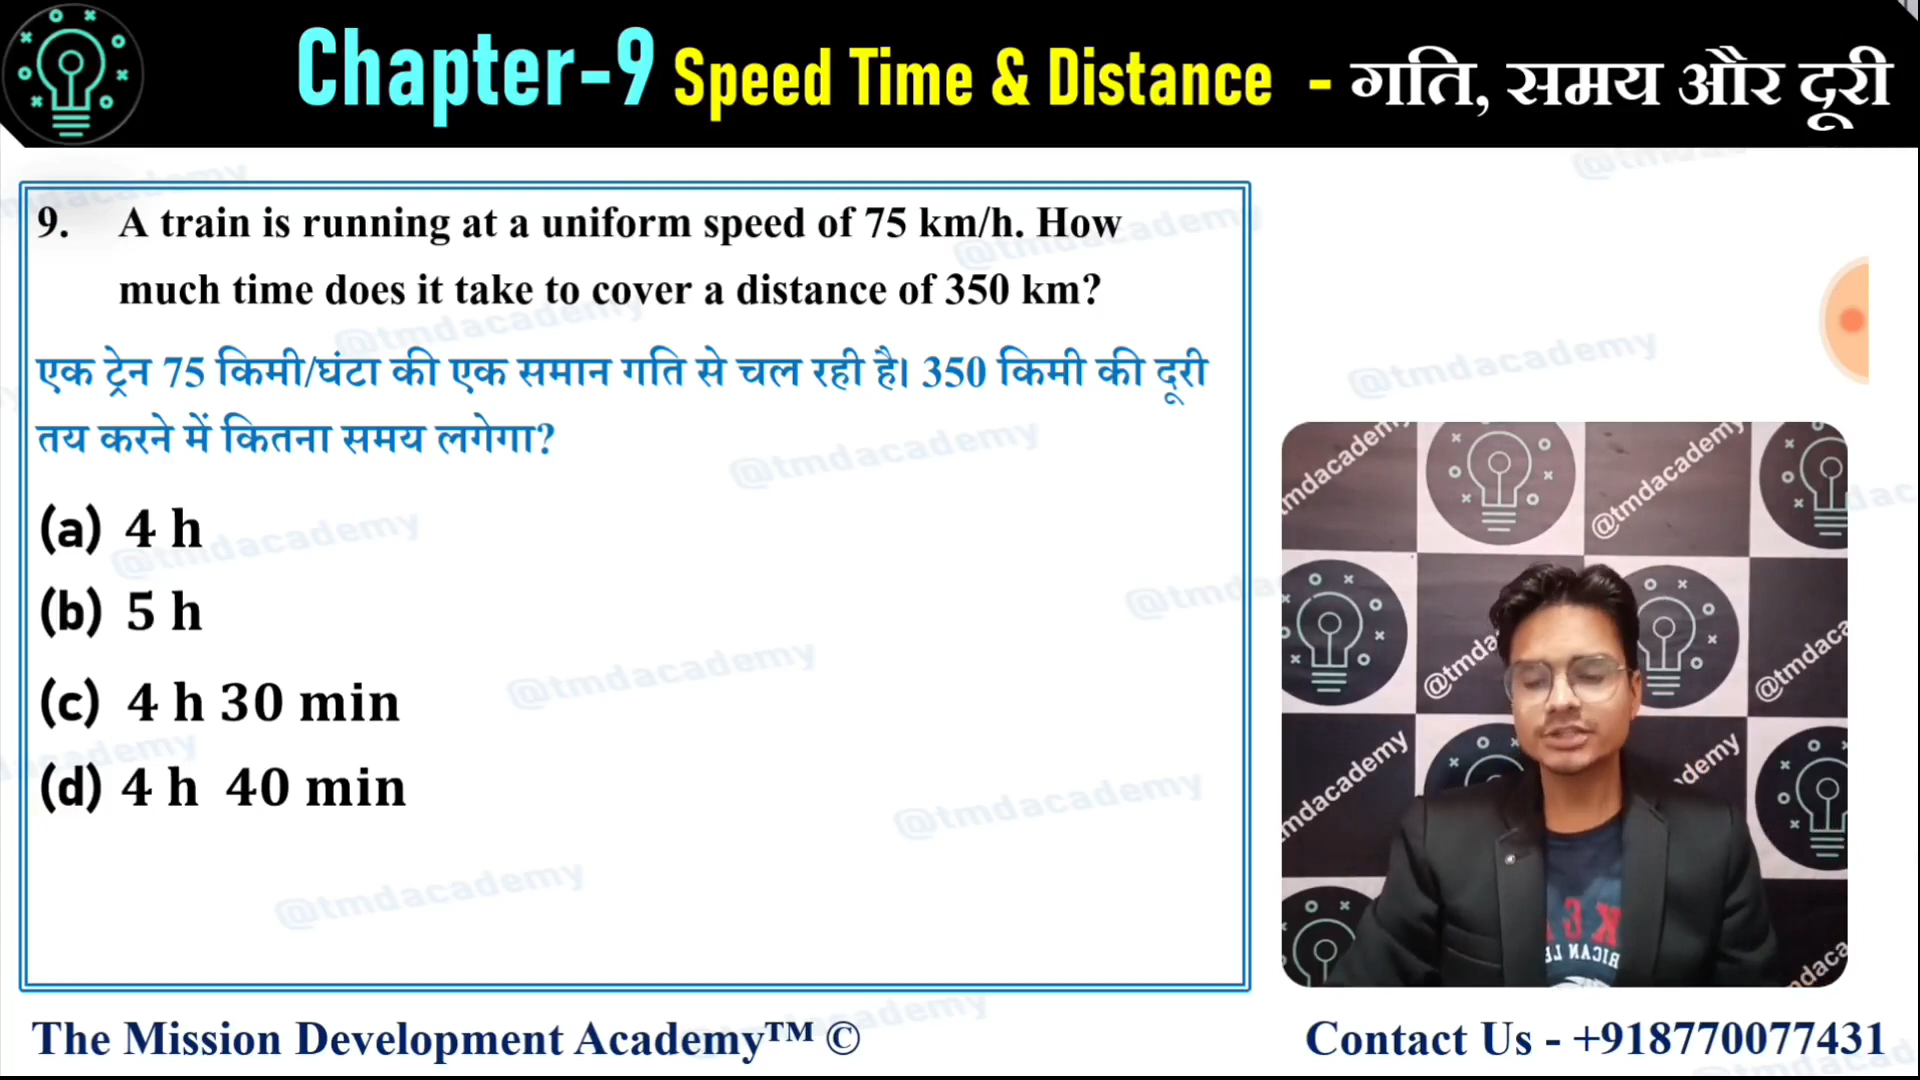 Chapter-9 Speed Time & Distance - गति, समय और दूरी
9. A train is running at a uniform speed of 75 km/h. How
much time does it take to cover a distance of 350 km?
एक ट्रेन 75 किमी/घंटा की एक समान गति से चल रही है। 350 किमी की दूरी
तय करने में कितना समय लगेगा?
(a) 4 h
(b) 5 h
(c) 4 h 30 min
(d) 4 h 40 min
@tmdacademy
The Mission Development Academy™ ©
Contact Us - +918770077431